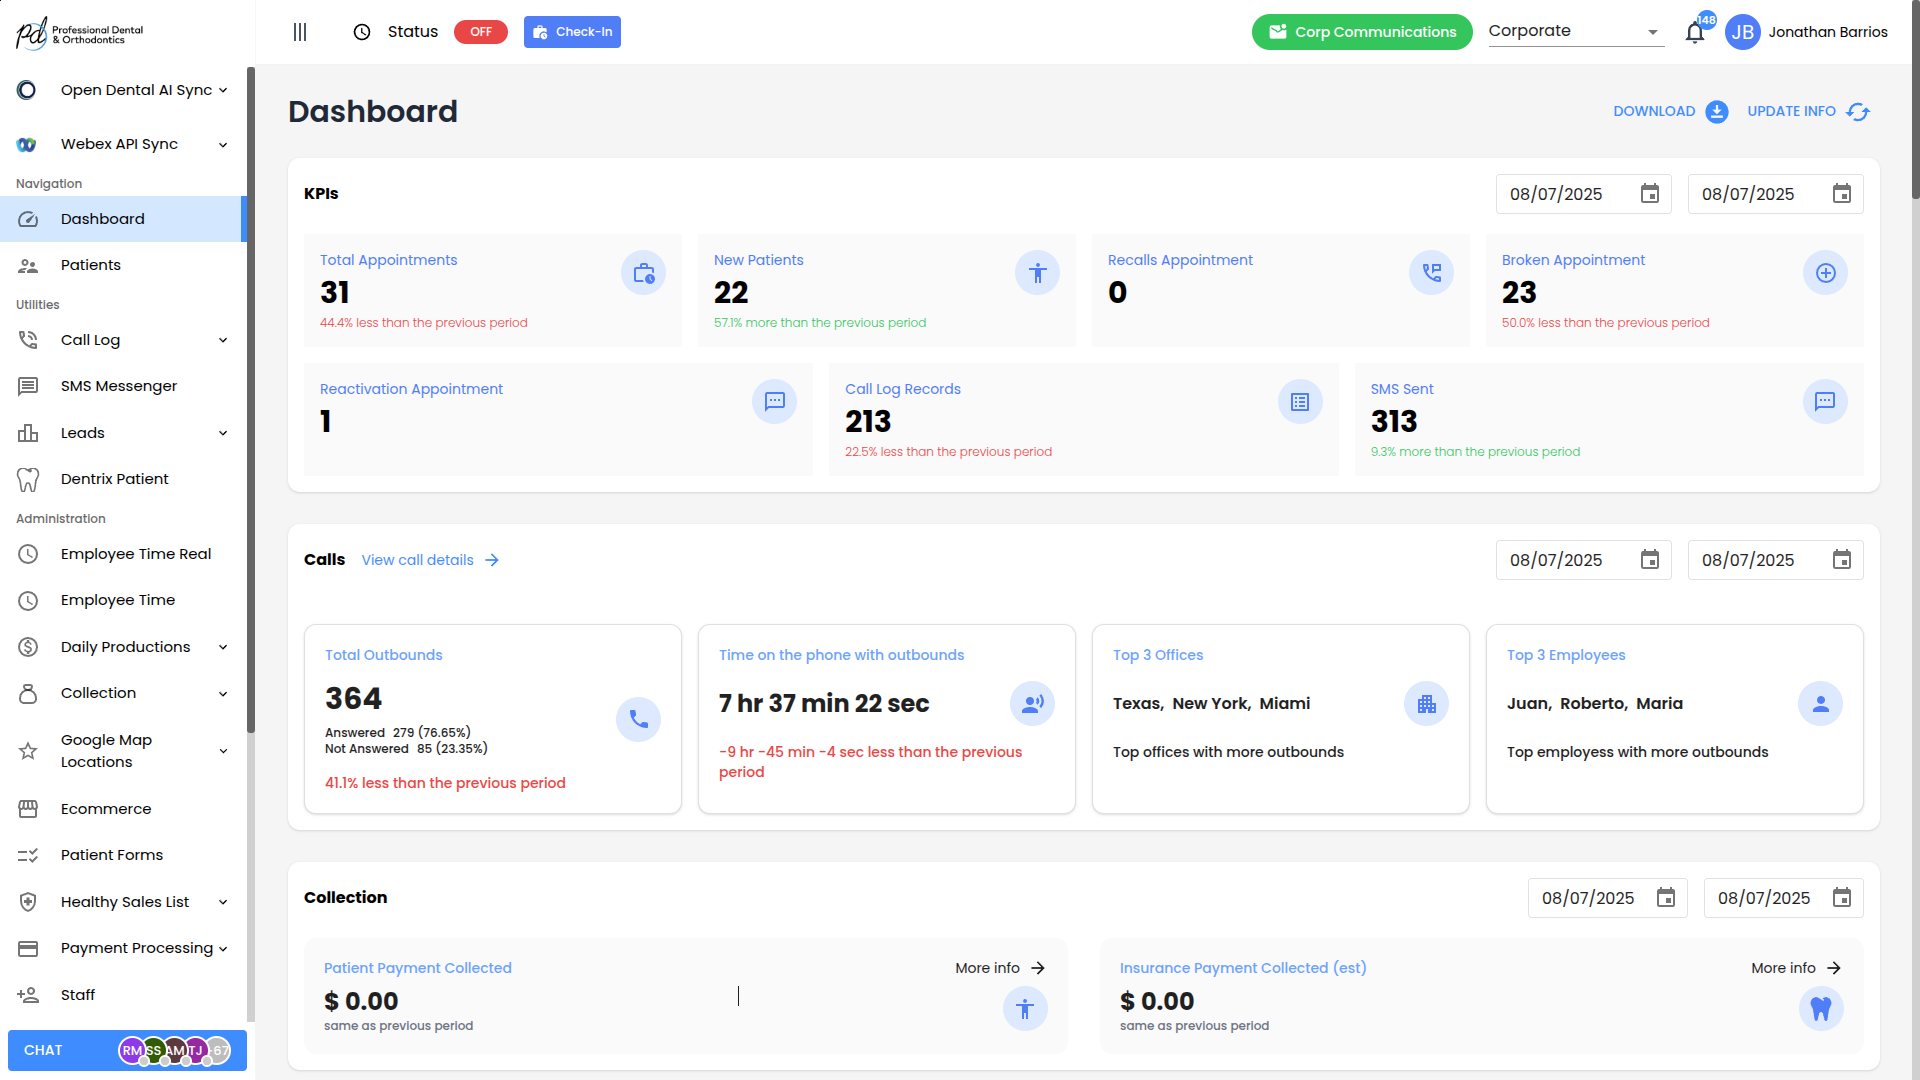 pd Professional Dental
& Orthodontics
Status OFF Check-In Corp Communications Corporate 148 JB Jonathan Barrios
Open Dental AI Sync
Webex API Sync
Navigation
Dashboard
Patients
Utilities
Call Log
SMS Messenger
Leads
Dentrix Patient
Administration
Employee Time Real
Employee Time
Daily Productions
Collection
Google Map
Locations
Ecommerce
Patient Forms
Healthy Sales List
Payment Processing
Staff
CHAT RM SS AM TJ +67
Dashboard DOWNLOAD UPDATE INFO
KPIs 08/07/2025 08/07/2025
Total Appointments
31
44.4% less than the previous period
New Patients
22
57.1% more than the previous period
Recalls Appointment
0
Broken Appointment
23
50.0% less than the previous period
Reactivation Appointment
1
Call Log Records
213
22.5% less than the previous period
SMS Sent
313
9.3% more than the previous period
Calls View call details 08/07/2025 08/07/2025
Total Outbounds
364
Answered 279 (76.65%)
Not Answered 85 (23.35%)
41.1% less than the previous period
Time on the phone with outbounds
7 hr 37 min 22 sec
-9 hr -45 min -4 sec less than the previous
period
Top 3 Offices
Texas, New York, Miami
Top offices with more outbounds
Top 3 Employees
Juan, Roberto, Maria
Top employess with more outbounds
Collection 08/07/2025 08/07/2025
Patient Payment Collected More info
$ 0.00
same as previous period
Insurance Payment Collected (est) More info
$ 0.00
same as previous period